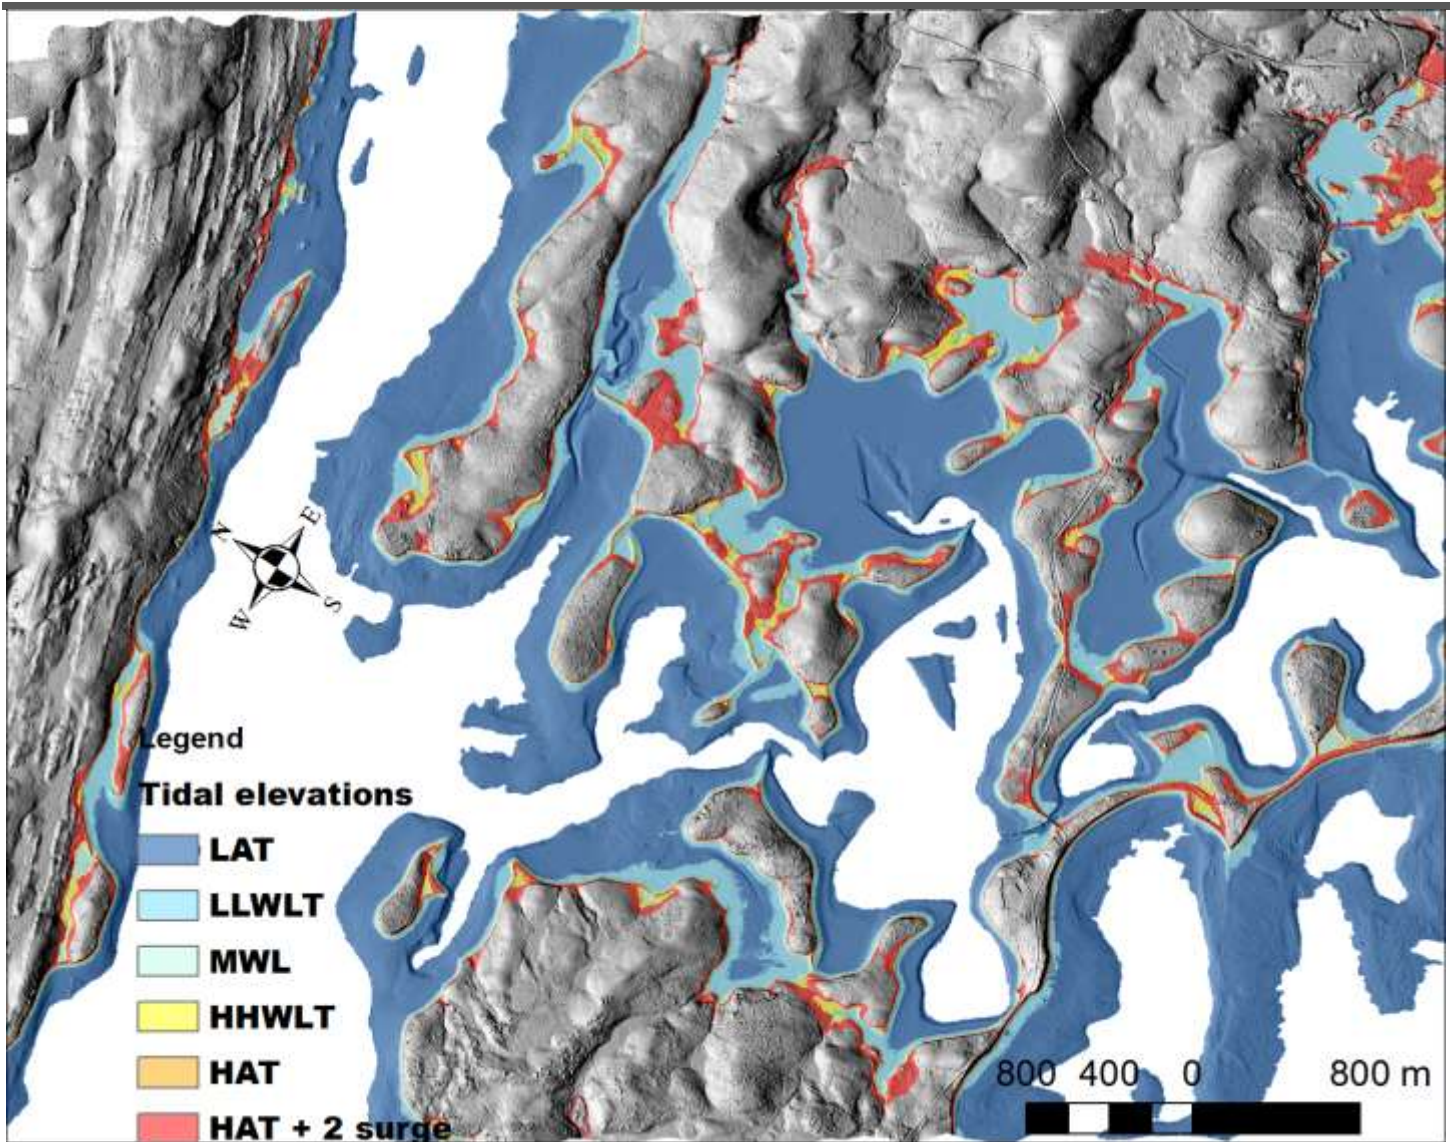 N
E
W
S
Legend
Tidal elevations
LAT
LLWLT
MWL
HHWLT
HAT
HAT + 2 surge
800 400 0 800 m